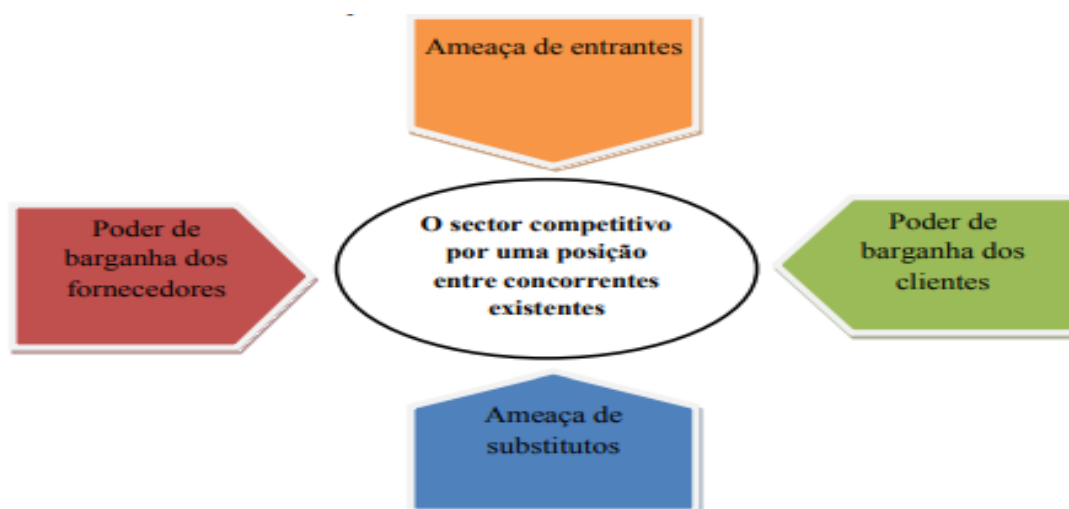 Ameaça de entrantes
Poder de
barganha dos
fornecedores
O sector competitivo
por uma posição
entre concorrentes
existentes
Poder de
barganha dos
clientes
Ameaça de
substitutos